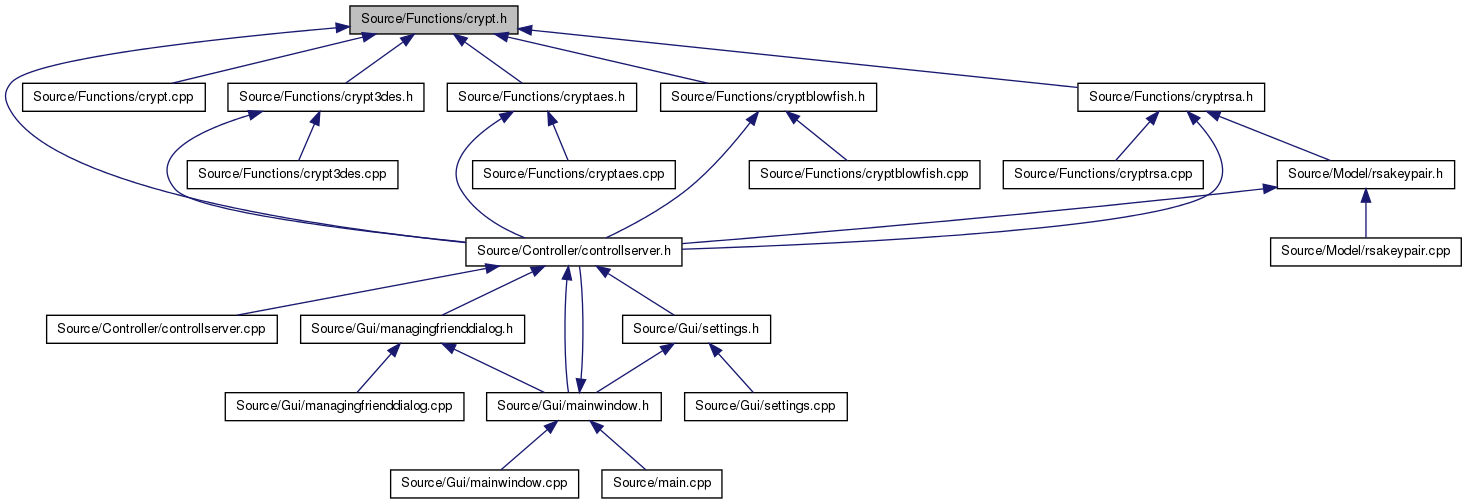 Source/Functions/crypt.h
Source/Functions/crypt.cpp
Source/Functions/crypt3des.h
Source/Functions/cryptaes.h
Source/Functions/cryptblowfish.h
Source/Functions/cryptrsa.h
Source/Functions/crypt3des.cpp
Source/Functions/cryptaes.cpp
Source/Functions/cryptblowfish.cpp
Source/Functions/cryptrsa.cpp
Source/Model/rsakeypair.h
Source/Controller/controllserver.h
Source/Model/rsakeypair.cpp
Source/Controller/controllserver.cpp
Source/Gui/managingfrienddialog.h
Source/Gui/settings.h
Source/Gui/managingfrienddialog.cpp
Source/Gui/mainwindow.h
Source/Gui/settings.cpp
Source/Gui/mainwindow.cpp
Source/main.cpp